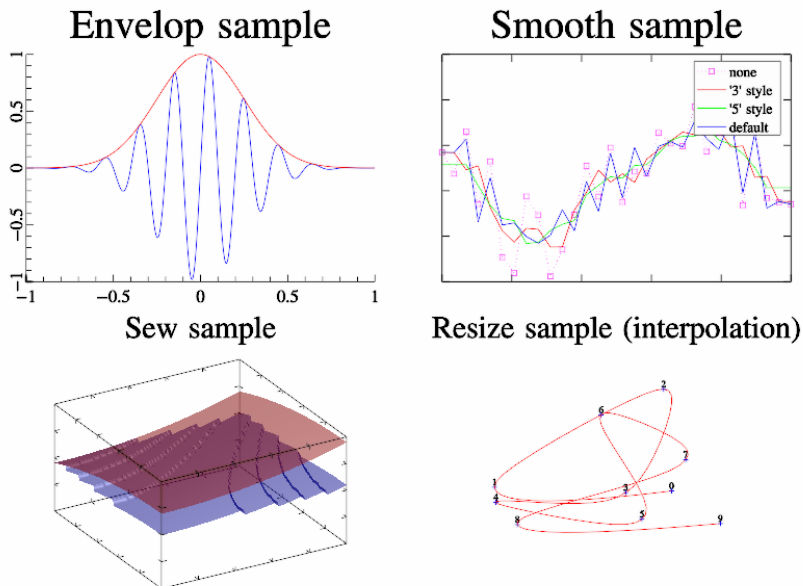 Envelop sample
1
0.5
0
−0.5
−1
−1
−0.5
0
0.5
1
Smooth sample
none
'3' style
'5' style
default
Sew sample
Resize sample (interpolation)
2
6
7
1
3
0
4
5
8
9